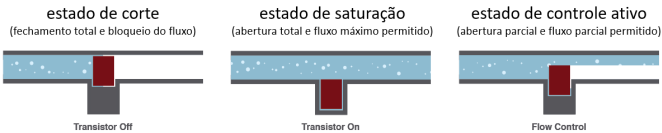 estado de corte
(fechamento total e bloqueio do fluxo)
Transistor Off
estado de saturação
(abertura total e fluxo máximo permitido)
Transistor On
estado de controle ativo
(abertura parcial e fluxo parcial permitido)
Flow Control